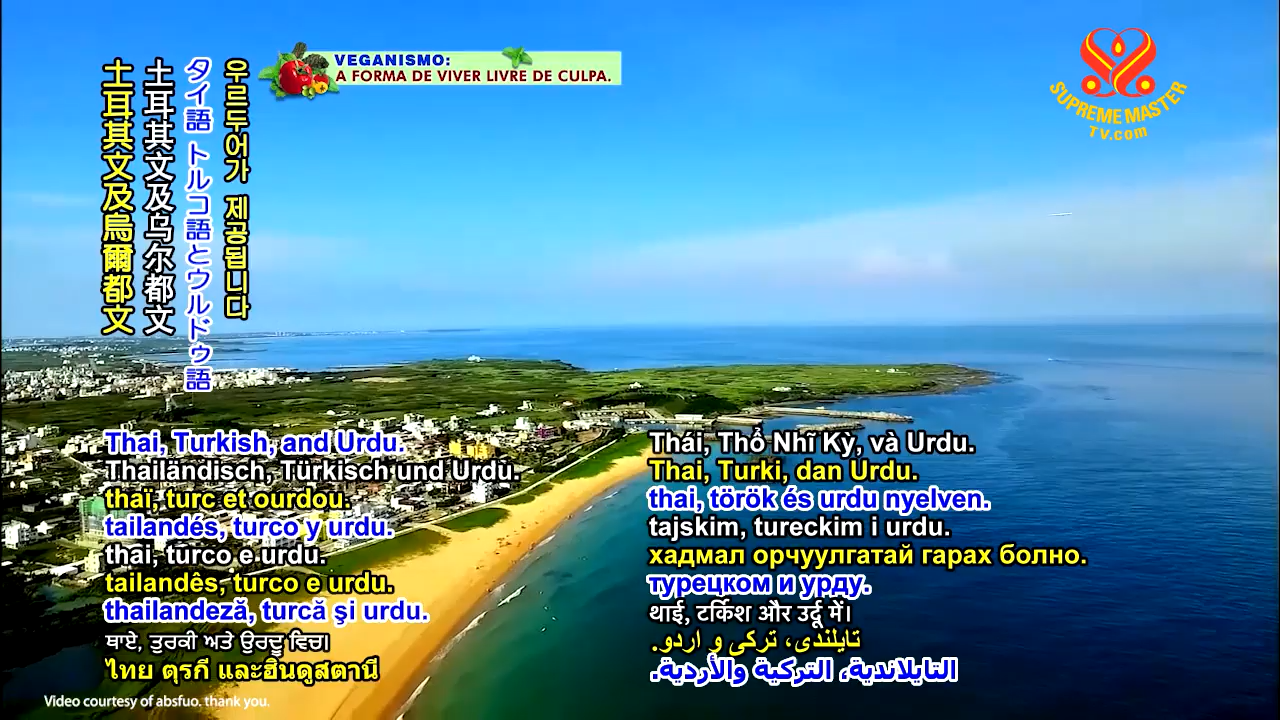 VEGANISMO:
A FORMA DE VIVER LIVRE DE CULPA.
SUPREME MASTER
TV.com
우르두어가 제공됩니다
タイ語 トルコ語とウルドゥ語
土耳其文及乌尔都文
土耳其文及烏爾都文
Thai, Turkish, and Urdu.
Thailändisch, Türkisch und Urdu.
thaï, turc et ourdou.
tailandés, turco y urdu.
thai, turco e urdu.
tailandês, turco e urdu.
thailandeză, turcă şi urdu.
ਥਾਏ, ਤੁਰਕੀ ਅਤੇ ਉਰਦੂ ਵਿਚ।
ไทย ตุรกี และฮินดูสตานี
Thái, Thổ Nhĩ Kỳ, và Urdu.
Thai, Turki, dan Urdu.
thai, török és urdu nyelven.
tajskim, tureckim i urdu.
хадмал орчуулгатай гарах болно.
турецком и урду.
थाई, टर्किश और उर्दू में।
تایلندی، ترکی و اردو.
التايلاندية، التركية والأردية.
Video courtesy of absfuo. thank you.